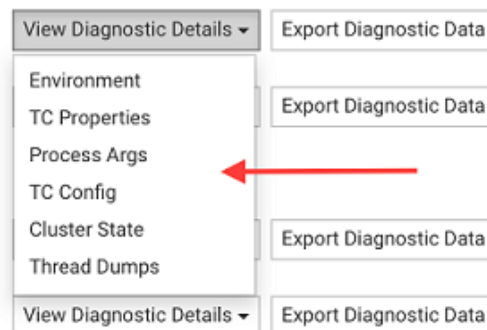 View Diagnostic Details Export Diagnostic Data
Environment
TC Properties Export Diagnostic Data
Process Args
TC Config
Cluster State Export Diagnostic Data
Thread Dumps
View Diagnostic Details Export Diagnostic Data